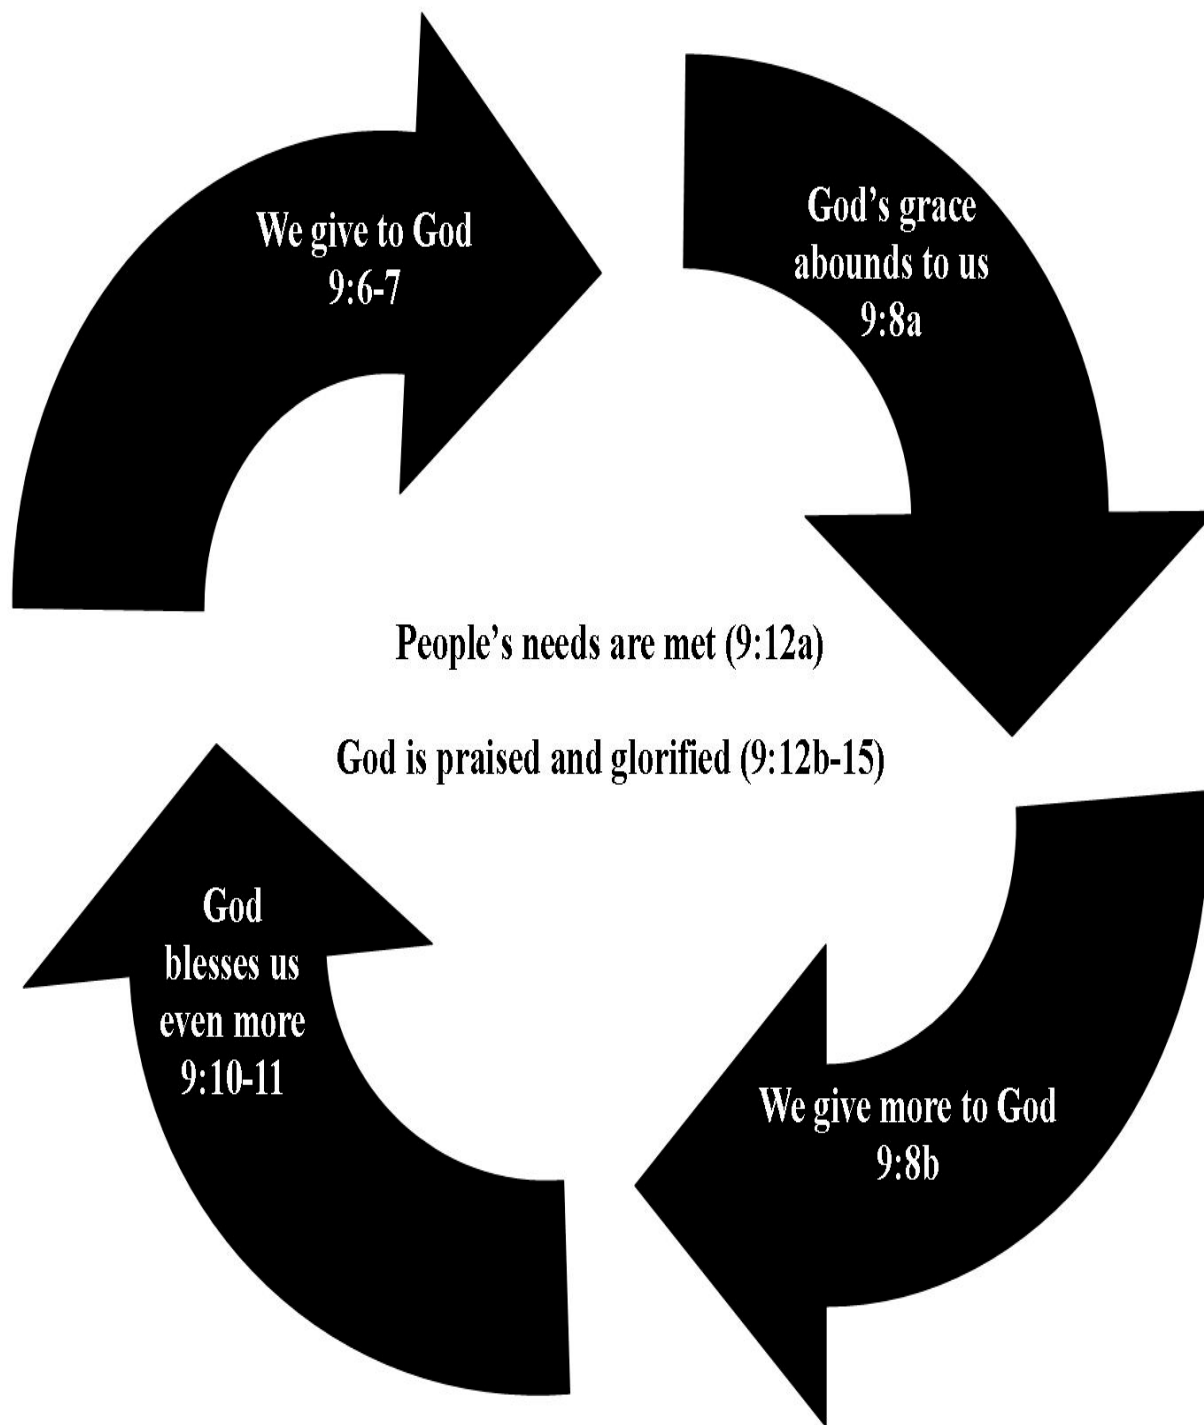 We give to God
9:6-7
God’s grace
abounds to us
9:8a
People’s needs are met (9:12a)
God is praised and glorified (9:12b-15)
We give more to God
9:8b
God
blesses us
even more
9:10-11